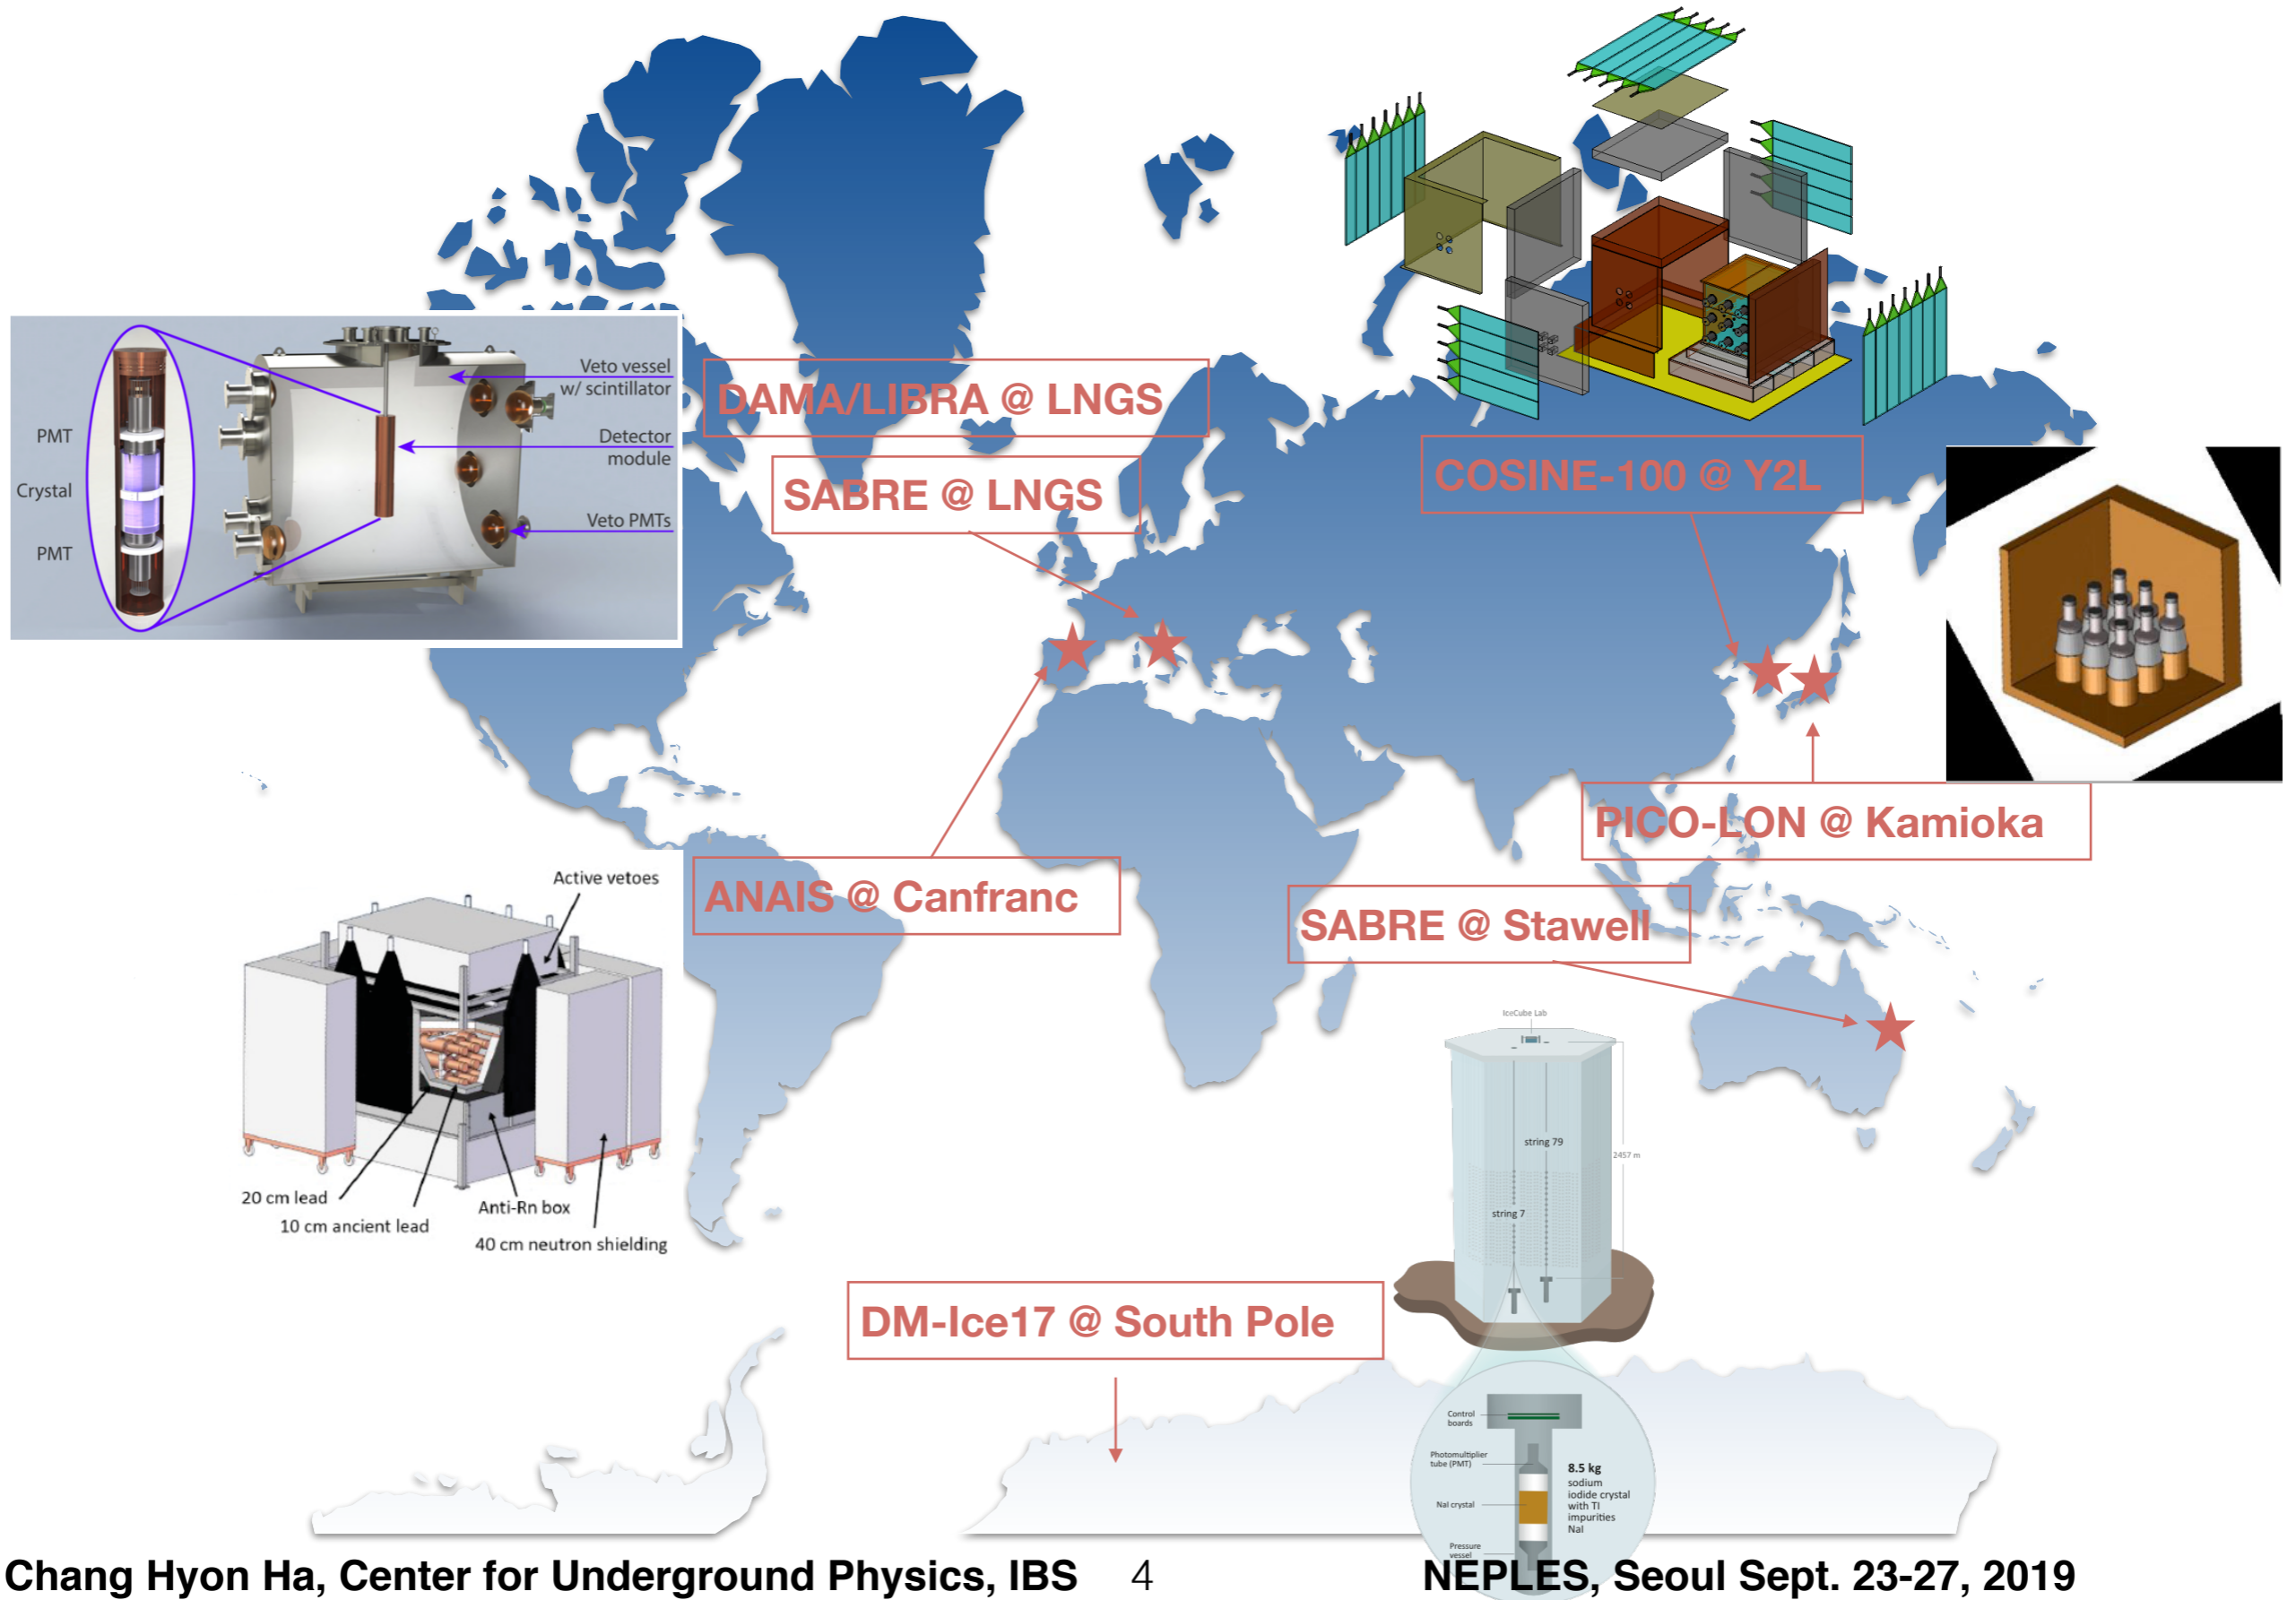 Veto vessel
w/ scintillator
Detector
module
Veto PMTs
PMT
Crystal
PMT
DAMA/LIBRA @ LNGS
SABRE @ LNGS
COSINE-100 @ Y2L
PICO-LON @ Kamioka
ANAIS @ Canfranc
SABRE @ Stawell
Active vetoes
20 cm lead
10 cm ancient lead
Anti-Rn box
40 cm neutron shielding
IceCube Lab
string 79
2457 m
string 7
DM-Ice17 @ South Pole
Control
boards
Photomultiplier
tube (PMT)
NaI crystal
Pressure
vessel
8.5 kg
sodium
iodide crystal
with Tl
impurities
NaI
Chang Hyon Ha, Center for Underground Physics, IBS
4
NEPLES, Seoul Sept. 23-27, 2019